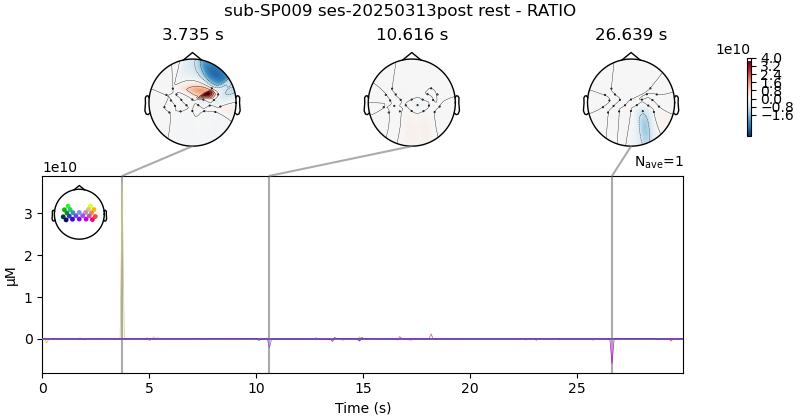 sub-SP009 ses-20250313post rest - RATIO
3.735 s
10.616 s
26.639 s
1e10
4.0
3.2
2.4
1.6
0.8
0.0
−0.8
−1.6
1e10
Nave=1
3
2
1
0
µM
0
5
10
15
20
25
Time (s)